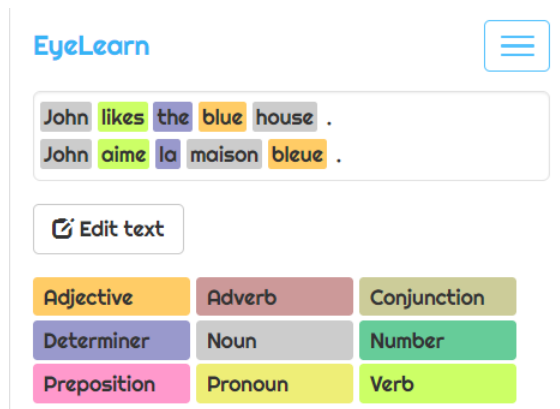 EyeLearn
John likes the blue house .
John aime la maison bleue .
Edit text
Adjective Adverb Conjunction
Determiner Noun Number
Preposition Pronoun Verb